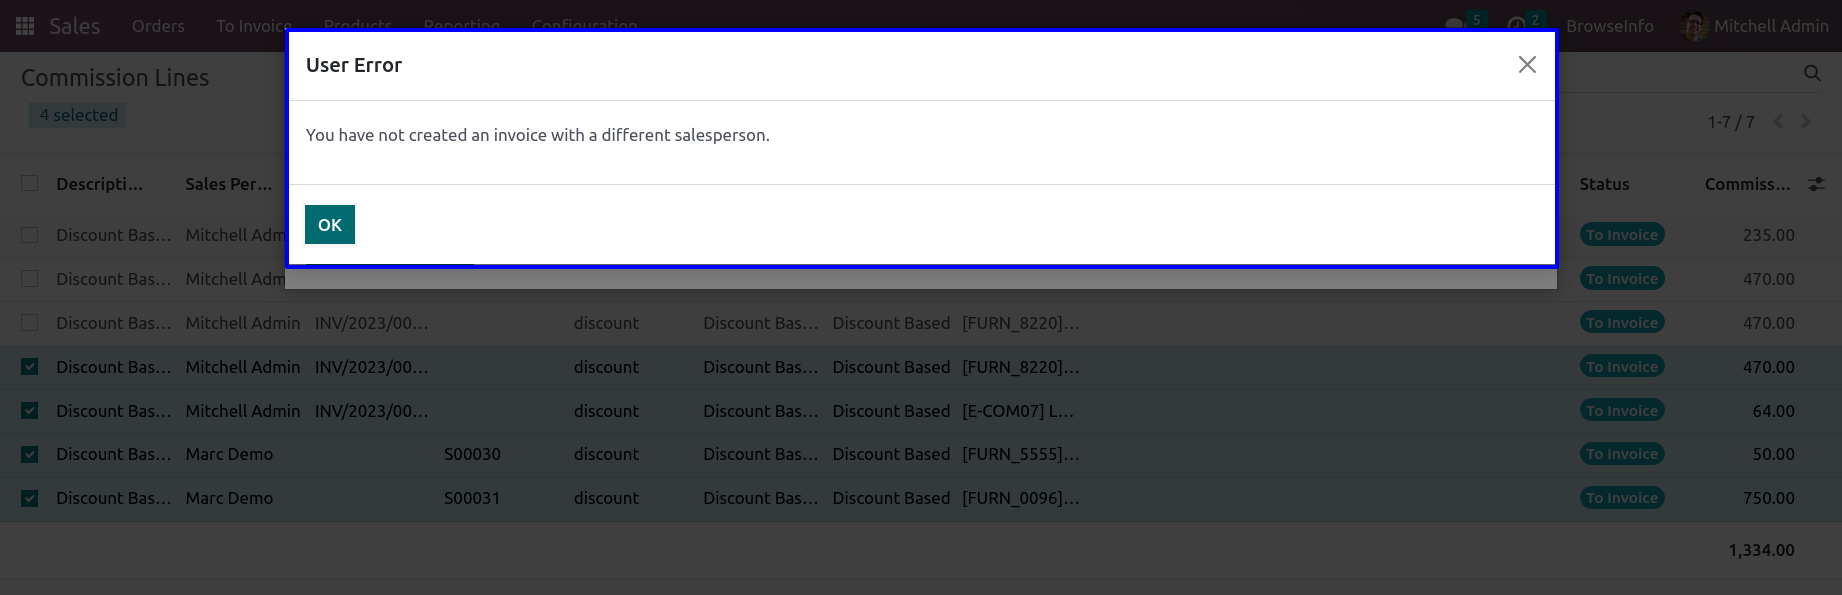 Sales Orders To Invoice Products Reporting Configuration 5 2 BrowseInfo Mitchell Admin
User Error
Commission Lines
4 selected
You have not created an invoice with a different salesperson.
1-7 / 7
Descripti... Sales Per... Status Commiss...
OK
Discount Bas... Mitchell Adm To Invoice 235.00
Discount Bas... Mitchell Adm To Invoice 470.00
Discount Bas... Mitchell Admin INV/2023/00... discount Discount Bas... Discount Based [FURN_8220]... To Invoice 470.00
Discount Bas... Mitchell Admin INV/2023/00... discount Discount Bas... Discount Based [FURN_8220]... To Invoice 470.00
Discount Bas... Mitchell Admin INV/2023/00... discount Discount Bas... Discount Based [E-COM07] L... To Invoice 64.00
Discount Bas... Marc Demo S00030 discount Discount Bas... Discount Based [FURN_5555]... To Invoice 50.00
Discount Bas... Marc Demo S00031 discount Discount Bas... Discount Based [FURN_0096]... To Invoice 750.00
1,334.00